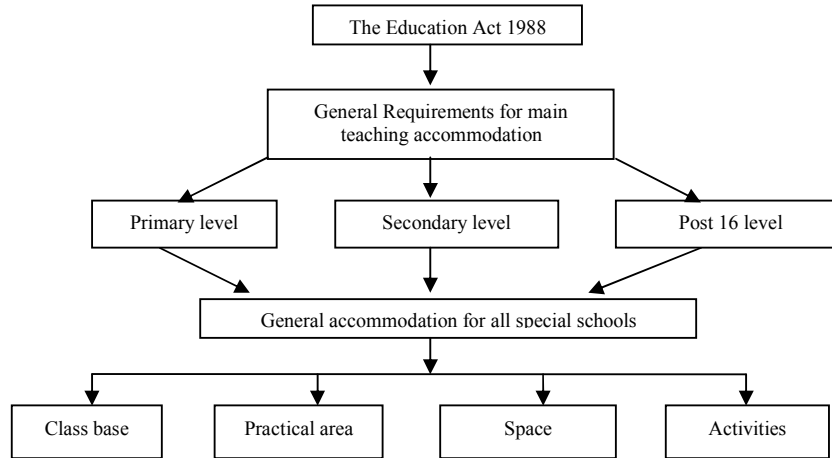 The Education Act 1988
General Requirements for main
teaching accommodation
Primary level
Secondary level
Post 16 level
General accommodation for all special schools
Class base
Practical area
Space
Activities